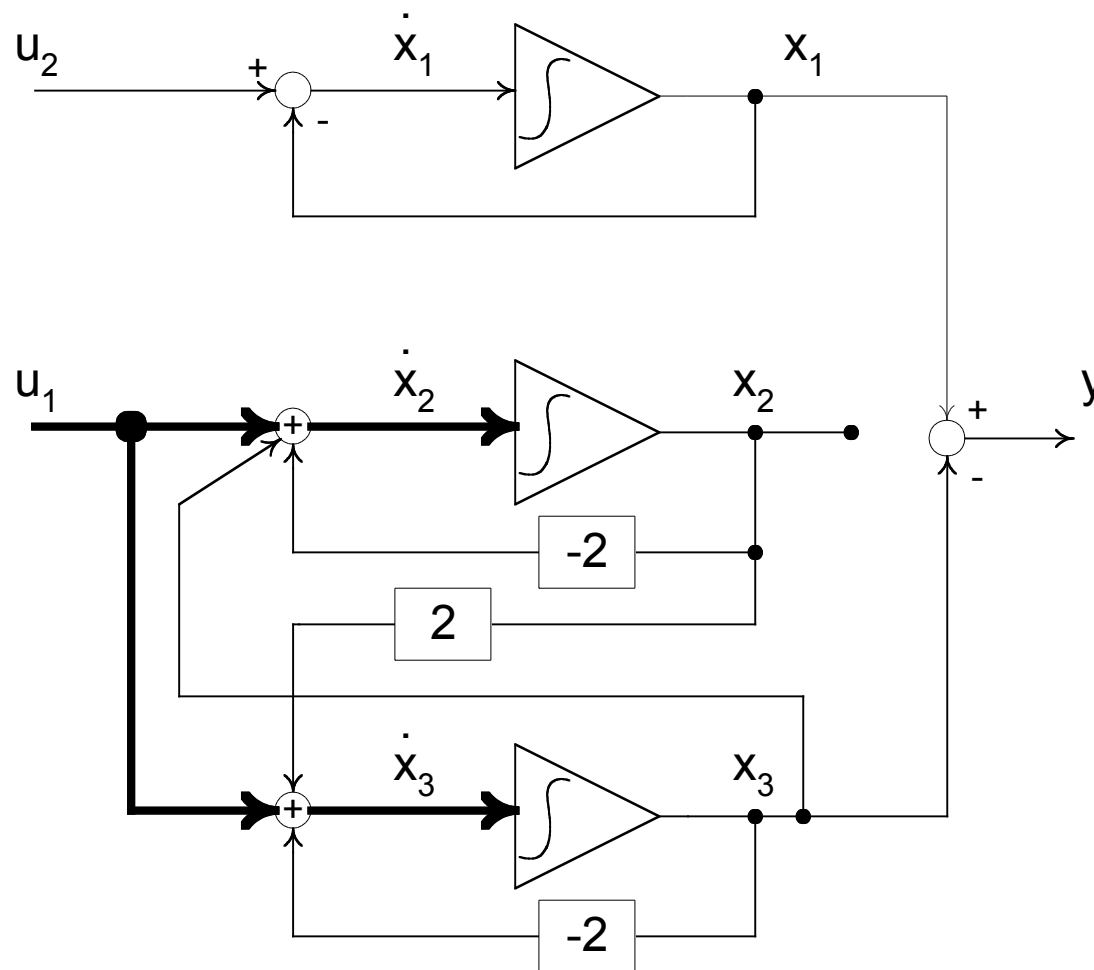 u₂
+
ẋ₁
x₁
-
u₁
+
ẋ₂
x₂
+
y
-
-2
2
+
ẋ₃
x₃
-2